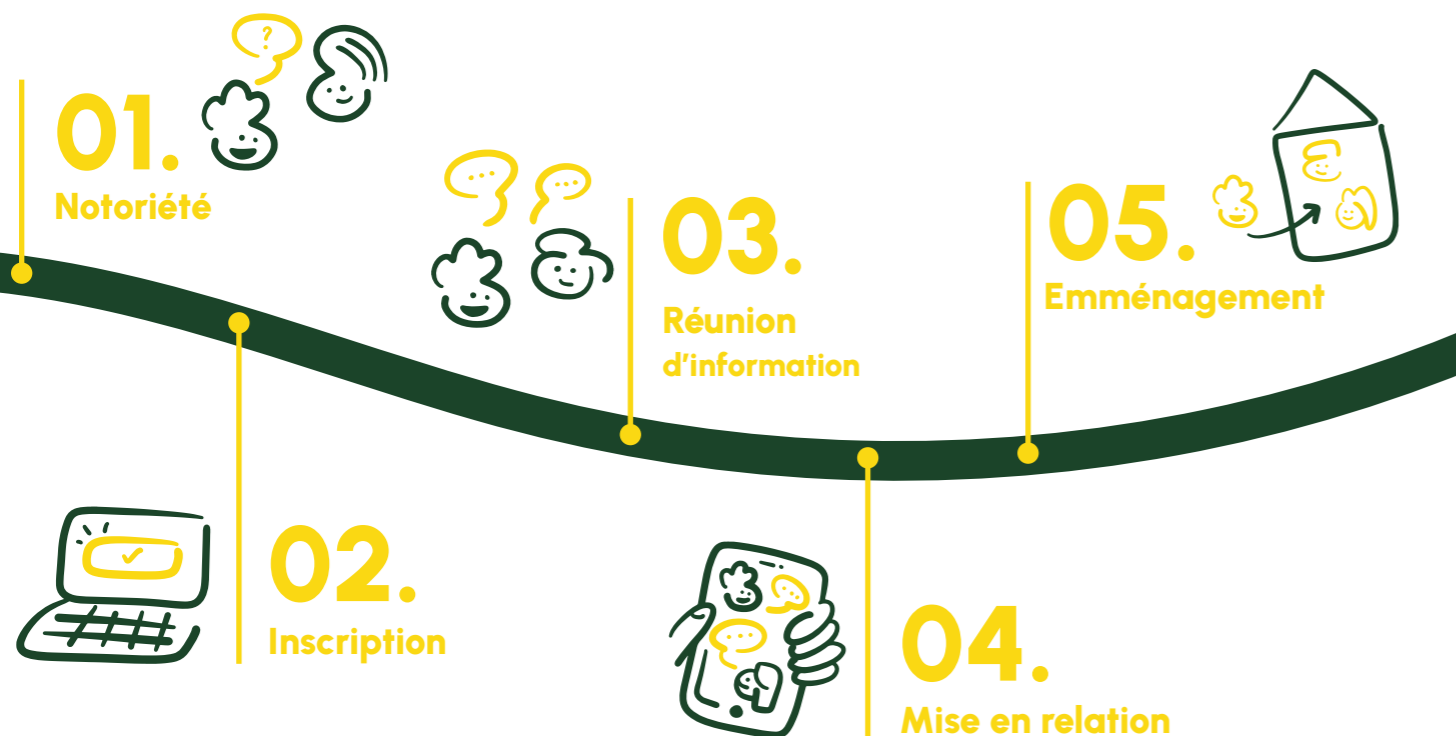 ?
01.
Notoriété
02.
Inscription
03.
Réunion
d'information
04.
Mise en relation
05.
Emménagement